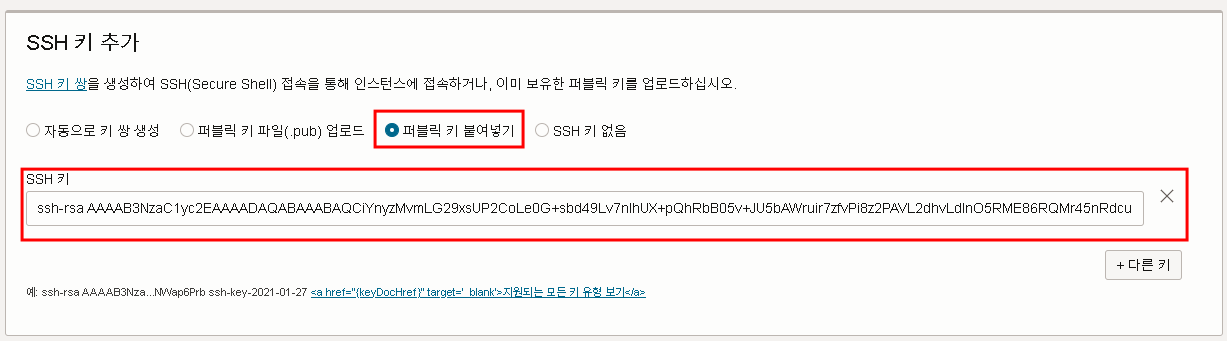 SSH 키 추가
SSH 키 쌍을 생성하여 SSH(Secure Shell) 접속을 통해 인스턴스에 접속하거나, 이미 보유한 퍼블릭 키를 업로드하십시오.
자동으로 키 쌍 생성 퍼블릭 키 파일(.pub) 업로드 퍼블릭 키 붙여넣기 SSH 키 없음
SSH 키
ssh-rsa AAAAB3NzaC1yc2EAAAADAQABAAABAQCiYnyzMvmLG29xsUP2CoLe0G+sbd49Lv7nlhUX+pQhRbB05v+JU5bAWruir7zfvPi8z2PAVL2dhvLdlnO5RME86RQMr45nRdcu
+ 다른 키
예: ssh-rsa AAAAB3Nza...NWap6Prb ssh-key-2021-01-27 <a href="{keyDocHref}" target='_blank'>지원되는 모든 키 유형 보기</a>